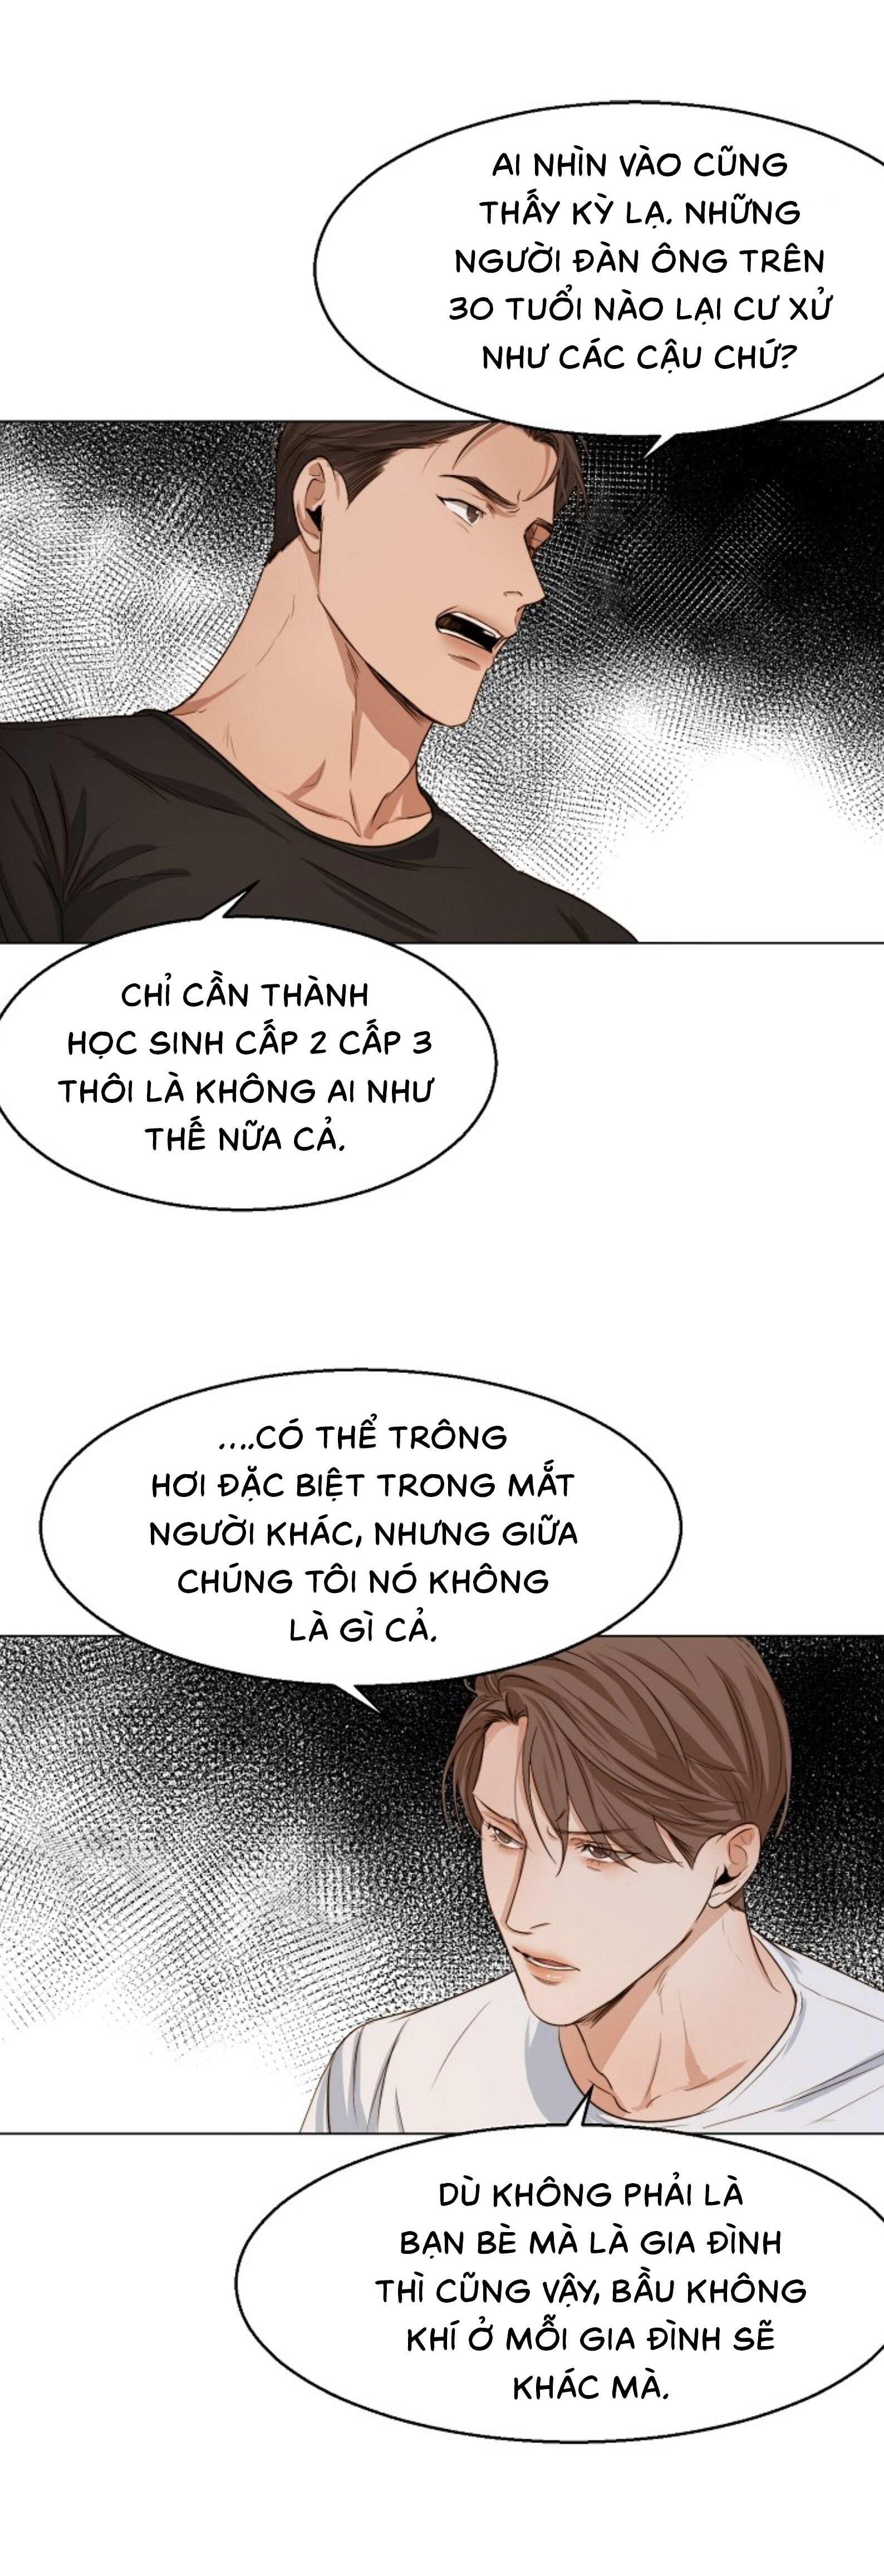 AI NHÌN VÀO CŨNG
THẤY KỲ LẠ. NHỮNG
NGƯỜI ĐÀN ÔNG TRÊN
30 TUỔI NÀO LẠI CƯ XỬ
NHƯ CÁC CẬU CHỨ?
CHỈ CẦN THÀNH
HỌC SINH CẤP 2 CẤP 3
THÔI LÀ KHÔNG AI NHƯ
THẾ NỮA CẢ.
....CÓ THỂ TRÔNG
HƠI ĐẶC BIỆT TRONG MẮT
NGƯỜI KHÁC, NHƯNG GIỮA
CHÚNG TÔI NÓ KHÔNG
LÀ GÌ CẢ.
DÙ KHÔNG PHẢI LÀ
BẠN BÈ MÀ LÀ GIA ĐÌNH
THÌ CŨNG VẬY, BẦU KHÔNG
KHÍ Ở MỖI GIA ĐÌNH SẼ
KHÁC MÀ.